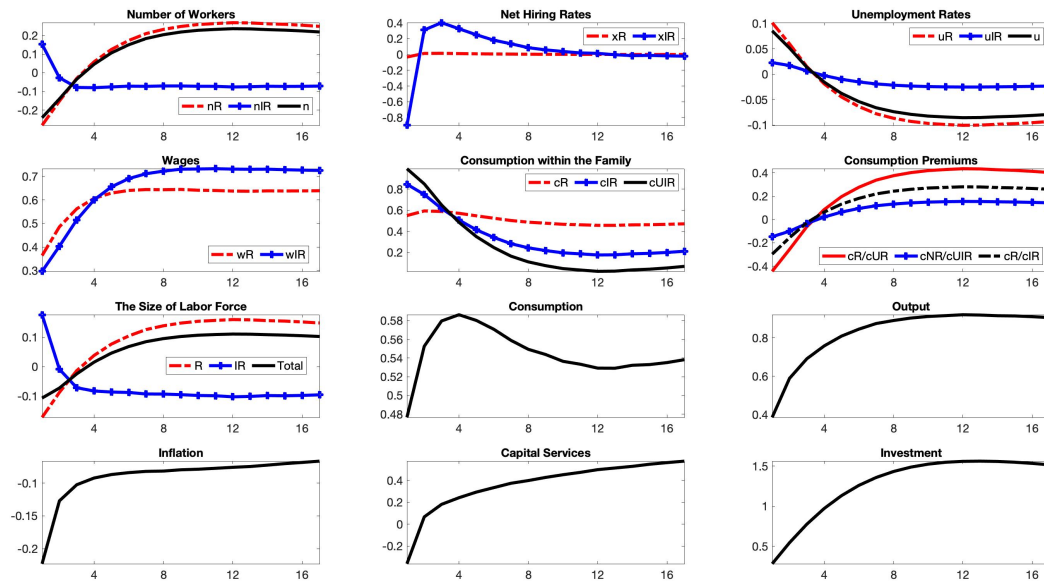 Number of Workers
0.2
0.1
0
-0.1
-0.2
nR nIR n
4 8 12 16
Net Hiring Rates
0.4
0.2
0
0.2
0.4
0.6
0.8
xR xIR
4 8 12 16
Unemployment Rates
0.1
0.05
0
-0.05
-0.1
uR uIR u
4 8 12 16
Wages
0.7
0.6
0.5
0.4
0.3
wR wIR
4 8 12 16
Consumption within the Family
0.8
0.6
0.4
0.2
cR cIR cUIR
4 8 12 16
Consumption Premiums
0.4
0.2
0
-0.2
-0.4
cR/cUR cNR/cUIR cR/cIR
4 8 12 16
The Size of Labor Force
0.1
0
-0.1
R IR Total
4 8 12 16
Consumption
0.58
0.56
0.54
0.52
0.5
0.48
4 8 12 16
Output
0.8
0.6
0.4
4 8 12 16
Inflation
-0.1
-0.15
-0.2
4 8 12 16
Capital Services
0.4
0.2
0
-0.2
4 8 12 16
Investment
1.5
1
0.5
4 8 12 16